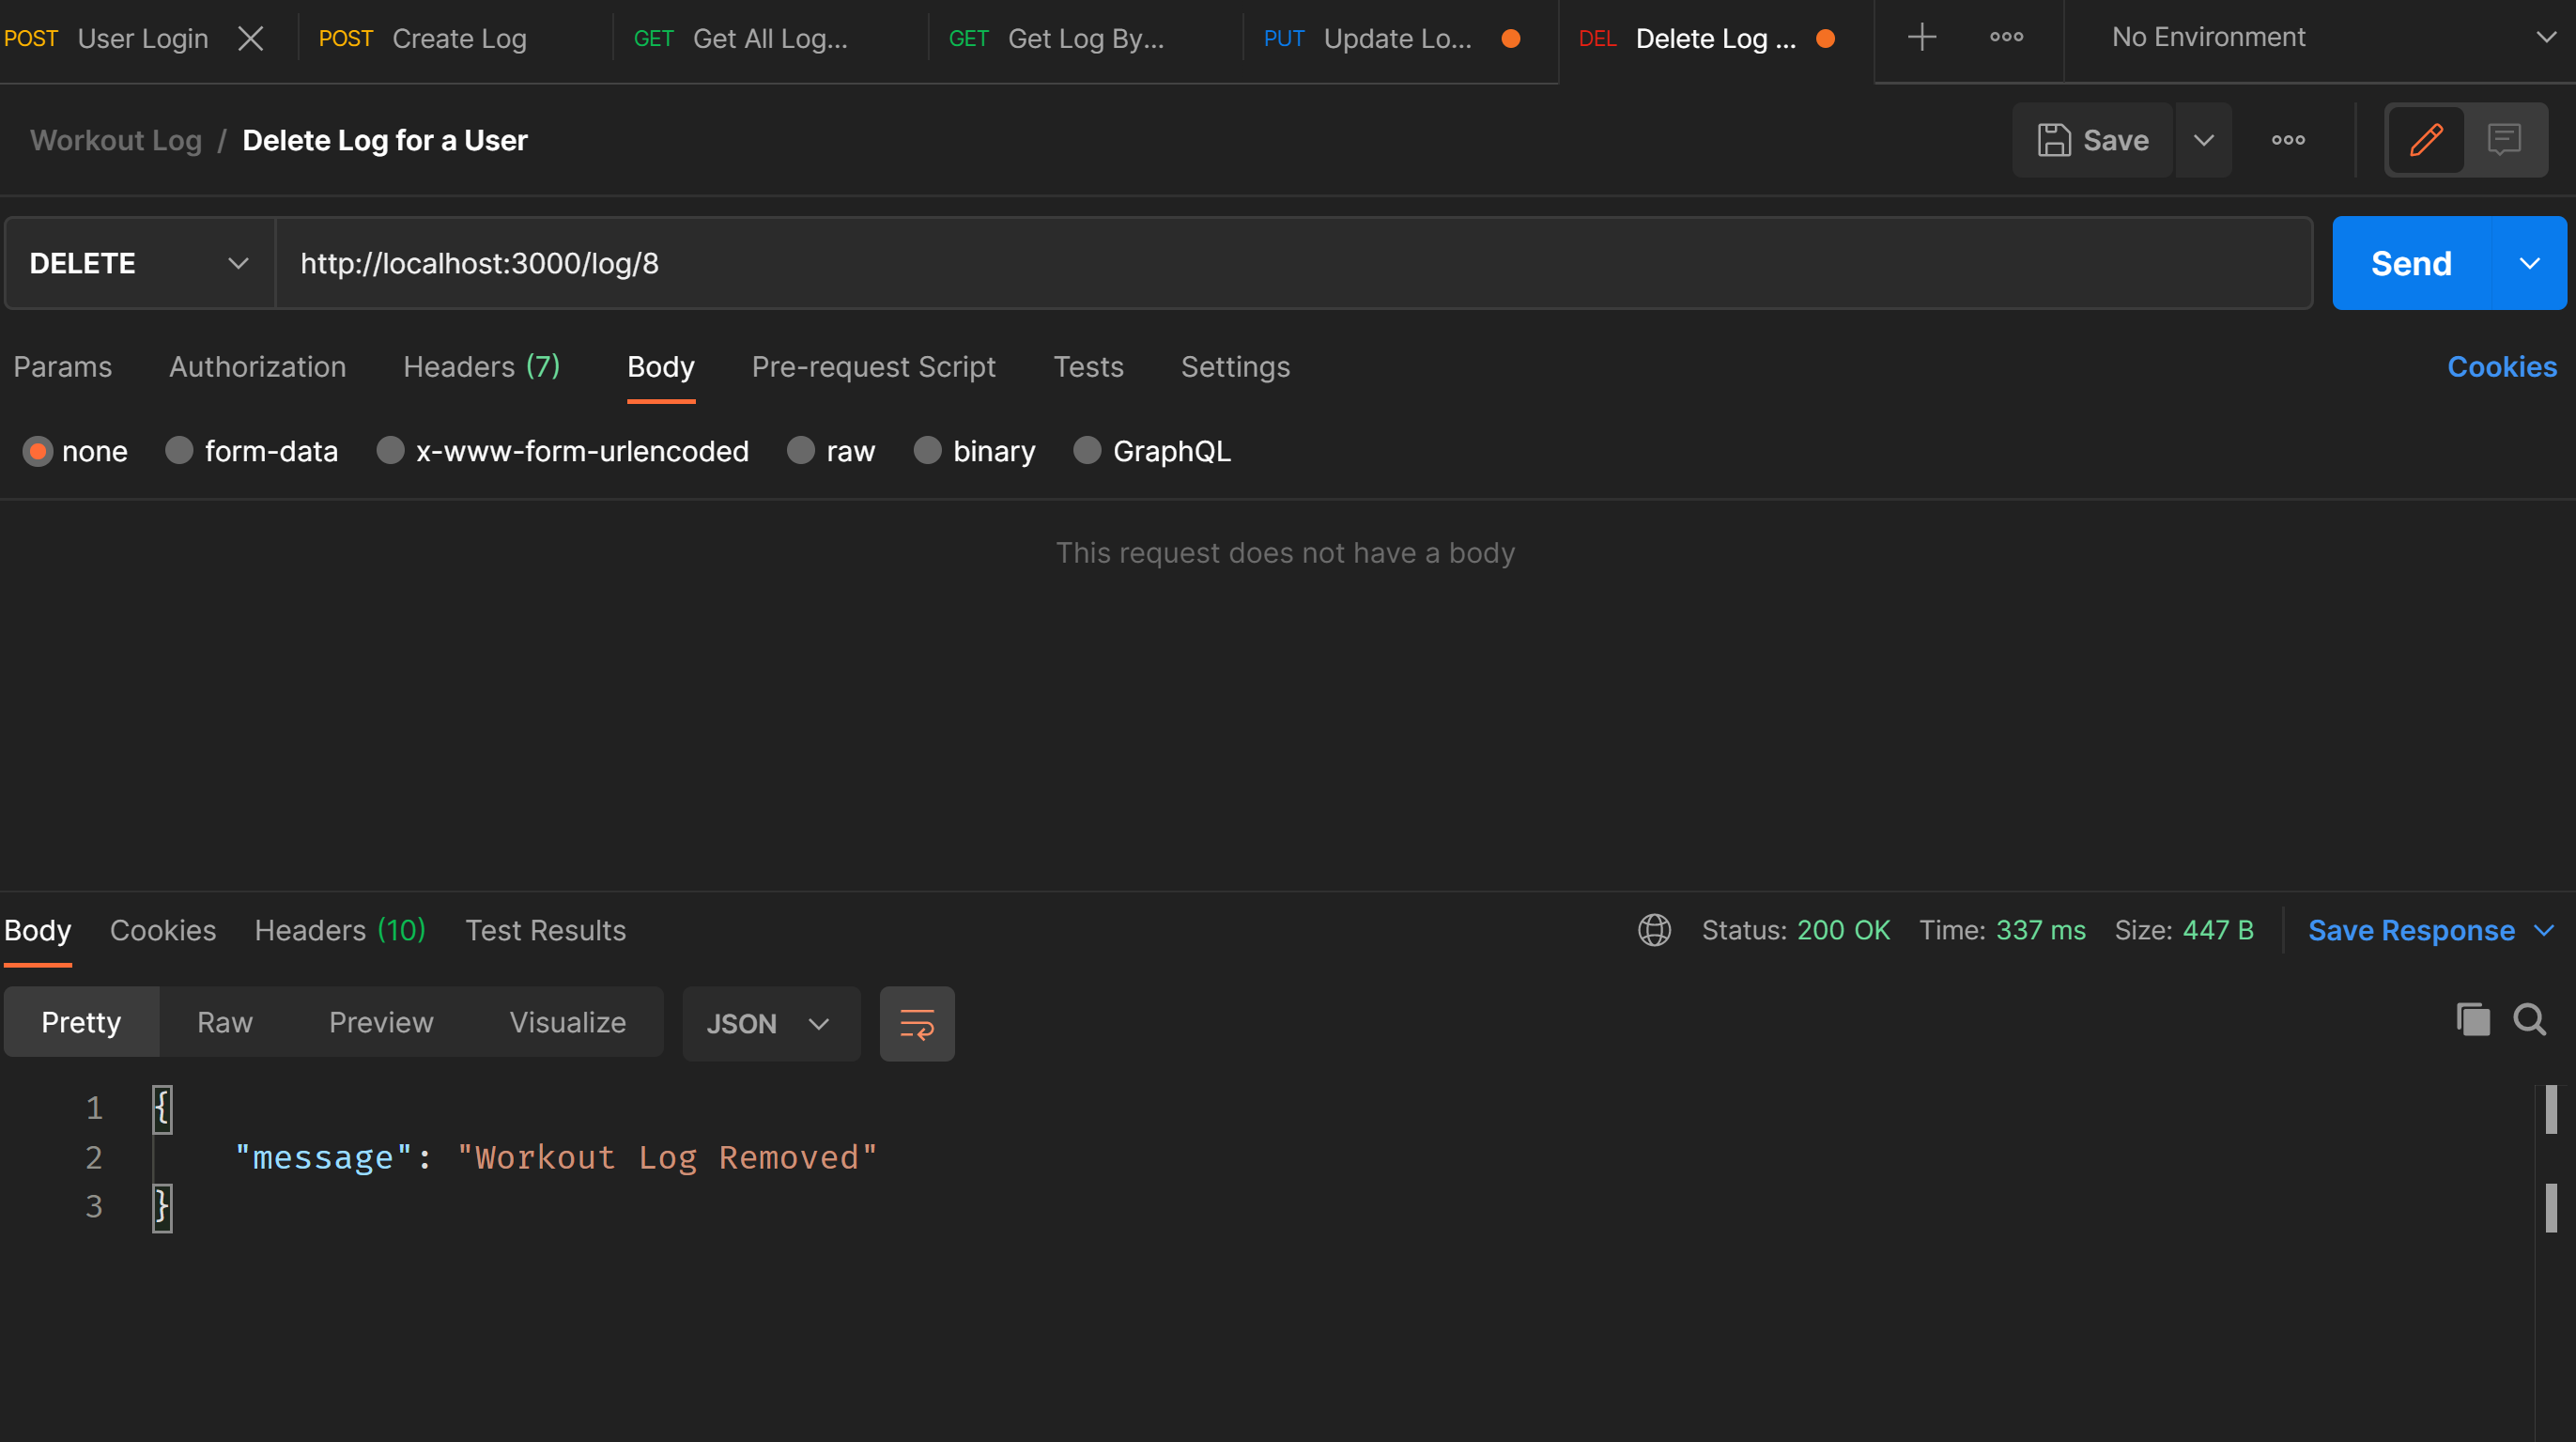 POST User Login POST Create Log GET Get All Log... GET Get Log By... PUT Update Lo... DEL Delete Log ... No Environment
Workout Log / Delete Log for a User Save
DELETE http://localhost:3000/log/8 Send
Params Authorization Headers (7) Body Pre-request Script Tests Settings Cookies
none form-data x-www-form-urlencoded raw binary GraphQL
This request does not have a body
Body Cookies Headers (10) Test Results Status: 200 OK Time: 337 ms Size: 447 B Save Response
Pretty Raw Preview Visualize JSON
1 {
2 "message": "Workout Log Removed"
3 }